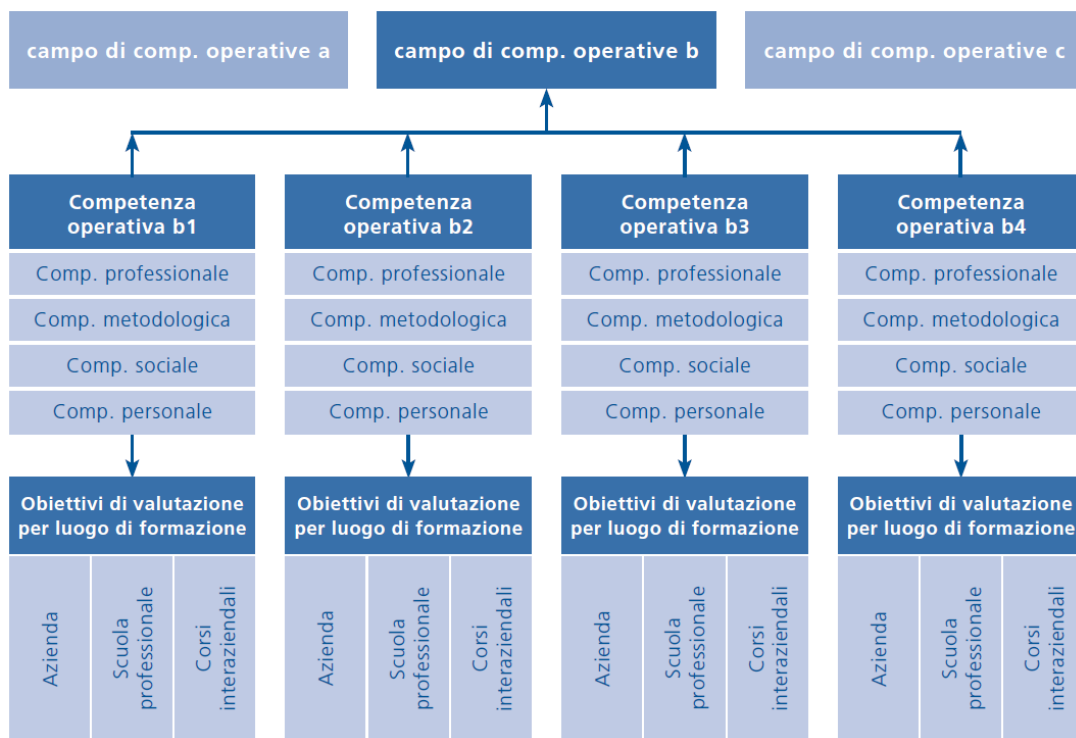 campo di comp. operative a
campo di comp. operative b
campo di comp. operative c
Competenza
operativa b1
Comp. professionale
Comp. metodologica
Comp. sociale
Comp. personale
Obiettivi di valutazione
per luogo di formazione
Azienda
Scuola
professionale
Corsi
interaziendali
Competenza
operativa b2
Comp. professionale
Comp. metodologica
Comp. sociale
Comp. personale
Obiettivi di valutazione
per luogo di formazione
Azienda
Scuola
professionale
Corsi
interaziendali
Competenza
operativa b3
Comp. professionale
Comp. metodologica
Comp. sociale
Comp. personale
Obiettivi di valutazione
per luogo di formazione
Azienda
Scuola
professionale
Corsi
interaziendali
Competenza
operativa b4
Comp. professionale
Comp. metodologica
Comp. sociale
Comp. personale
Obiettivi di valutazione
per luogo di formazione
Azienda
Scuola
professionale
Corsi
interaziendali